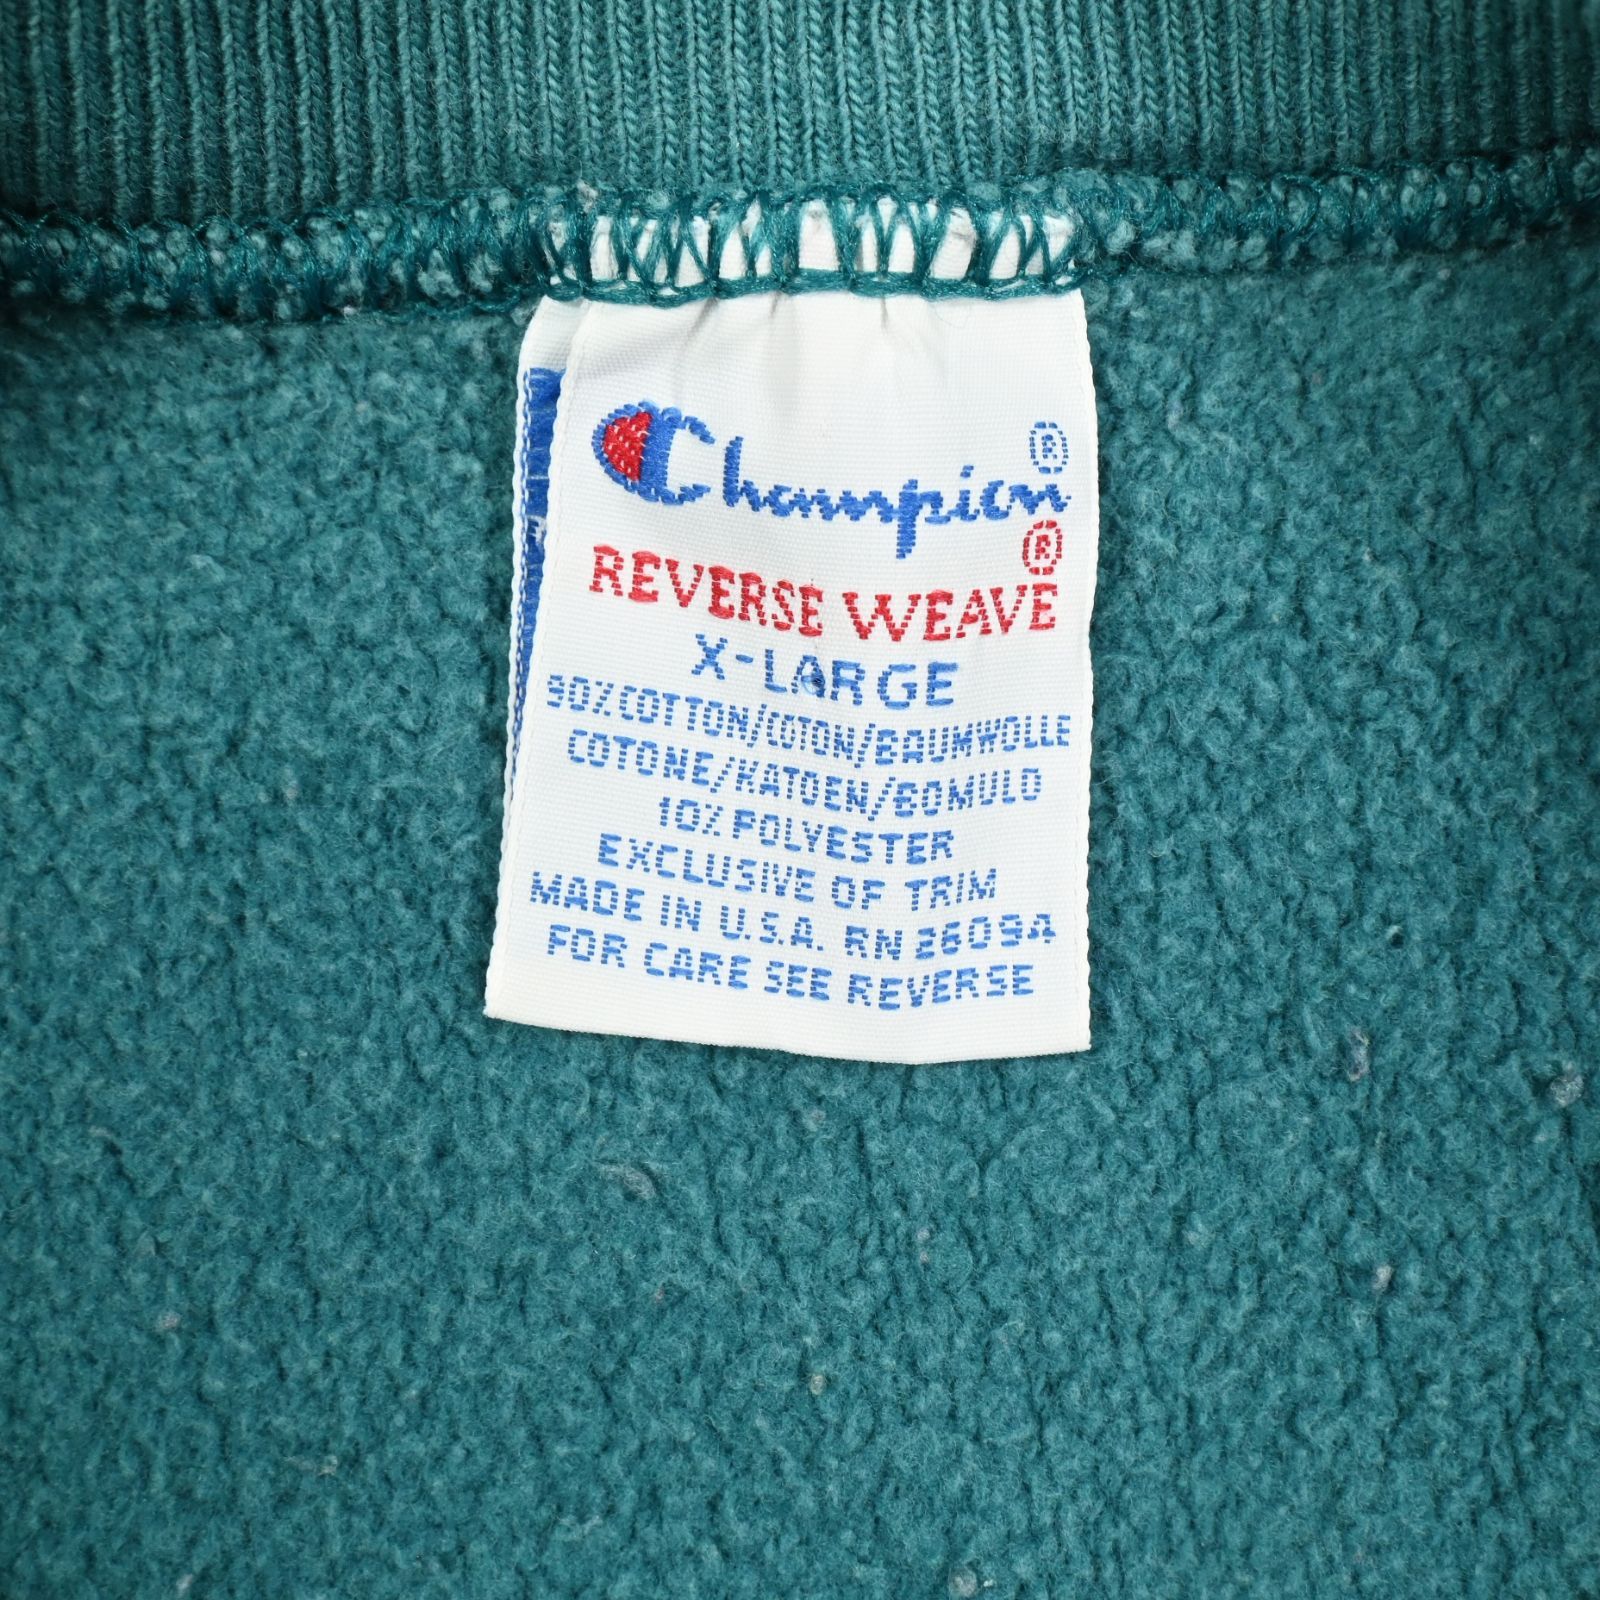 Champion®
REVERSE WEAVE®
X-LARGE
90% COTTON/COTON/BAUMWOLLE
COTONE/KATOEN/BOMULD
10% POLYESTER
EXCLUSIVE OF TRIM
MADE IN U.S.A. RN 26094
FOR CARE SEE REVERSE